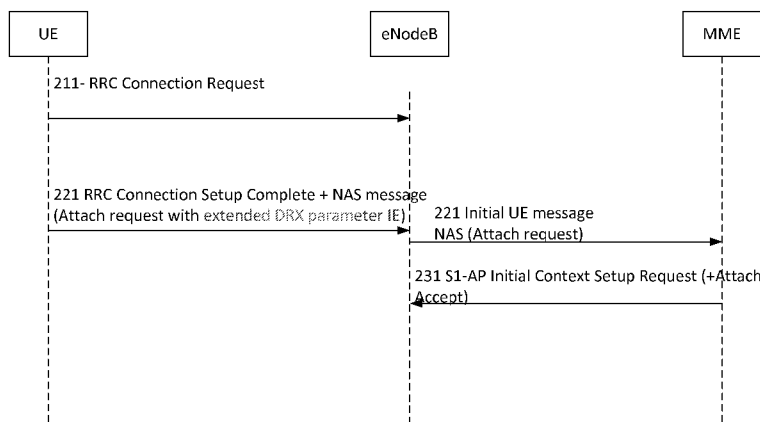 UE
eNodeB
MME
211- RRC Connection Request
221 RRC Connection Setup Complete + NAS message
(Attach request with extended DRX parameter IE)
221 Initial UE message
NAS (Attach request)
231 S1-AP Initial Context Setup Request (+Attach
Accept)